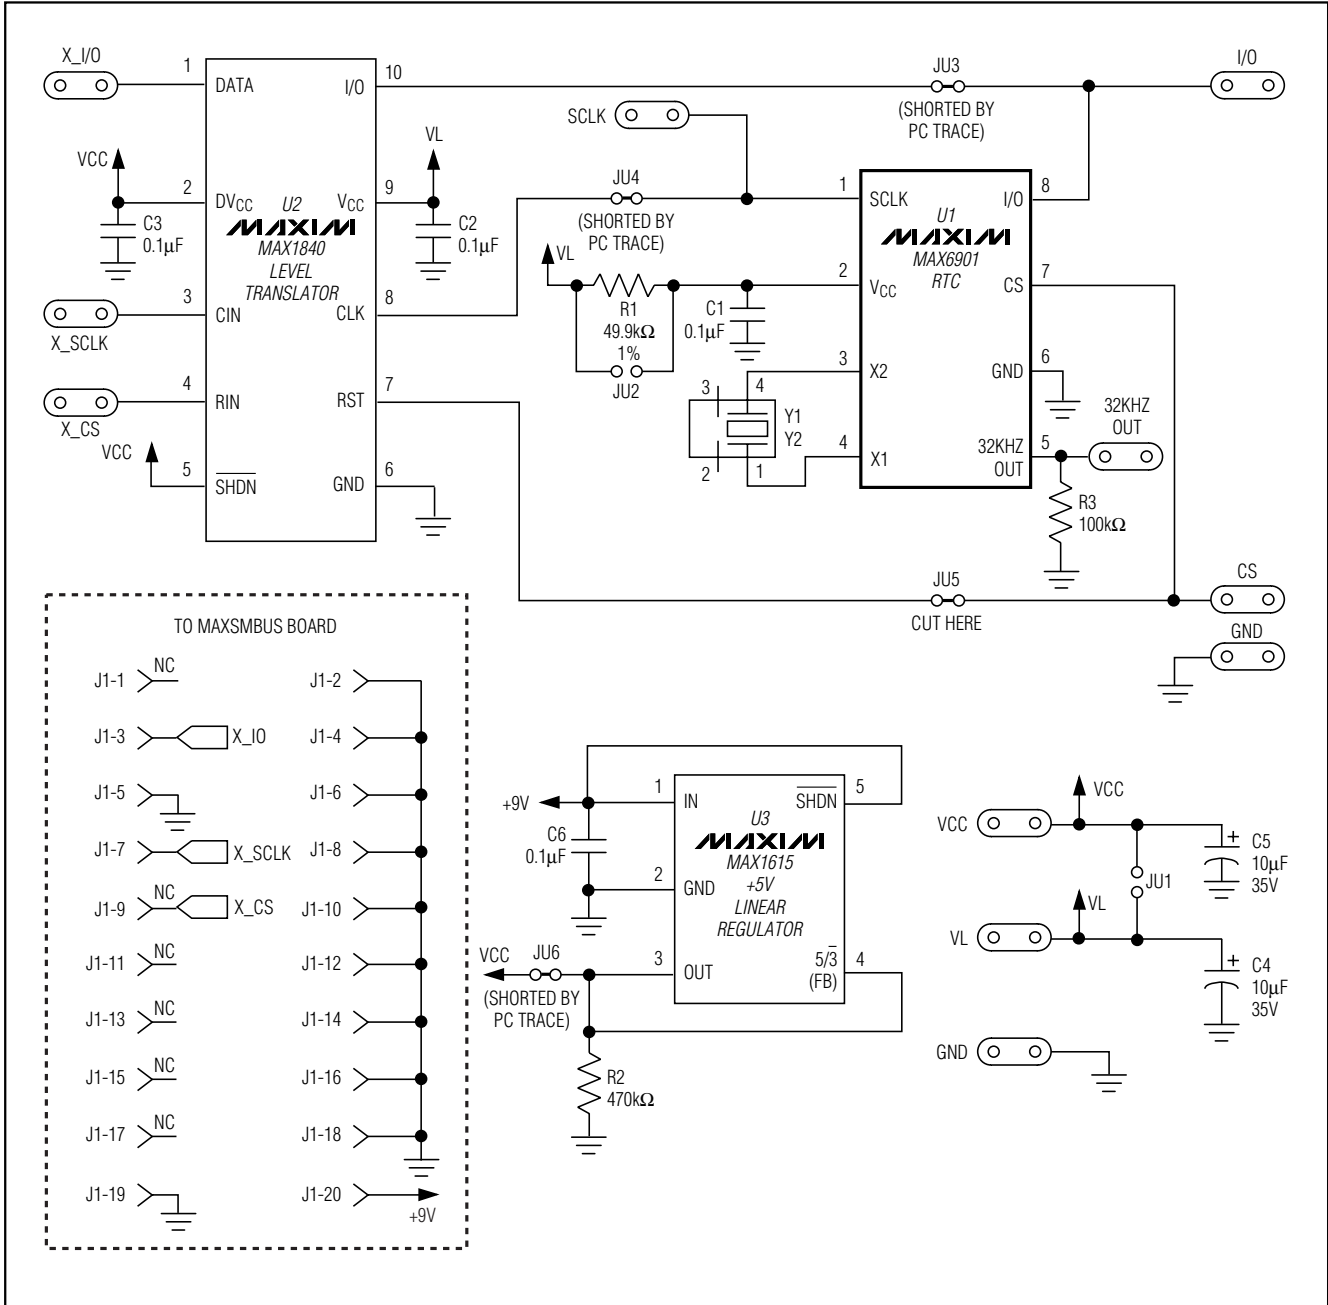 X_I/O
1
DATA
I/O
10
JU3
(SHORTED BY
PC TRACE)
I/O
SCLK
VCC
2
DVCC
U2
MAXIM
MAX1840
LEVEL
TRANSLATOR
VCC
9
VL
C3
0.1µF
C2
0.1µF
JU4
(SHORTED BY
PC TRACE)
1
SCLK
U1
MAXIM
MAX6901
RTC
I/O
8
VL
R1
49.9kΩ
1%
JU2
C1
0.1µF
2
VCC
CS
7
X_SCLK
3
CIN
CLK
8
3
X2
GND
6
3
4
Y1
Y2
2
1
4
X1
32KHZ
OUT
5
32KHZ
OUT
R3
100kΩ
X_CS
4
RIN
RST
7
VCC
5
SHDN
GND
6
JU5
CUT HERE
CS
GND
TO MAXSMBUS BOARD
J1-1 NC
J1-2
J1-3 X_IO
J1-4
J1-5
J1-6
J1-7 X_SCLK
J1-8
J1-9 NC X_CS
J1-10
J1-11 NC
J1-12
J1-13 NC
J1-14
J1-15 NC
J1-16
J1-17 NC
J1-18
J1-19
J1-20
+9V
+9V
1
IN
SHDN
5
C6
0.1µF
2
GND
U3
MAXIM
MAX1615
+5V
LINEAR
REGULATOR
VCC
JU6
(SHORTED BY
PC TRACE)
3
OUT
5/3
(FB)
4
R2
470kΩ
VCC
VCC
C5
+
10µF
35V
JU1
VL
VL
C4
+
10µF
35V
GND